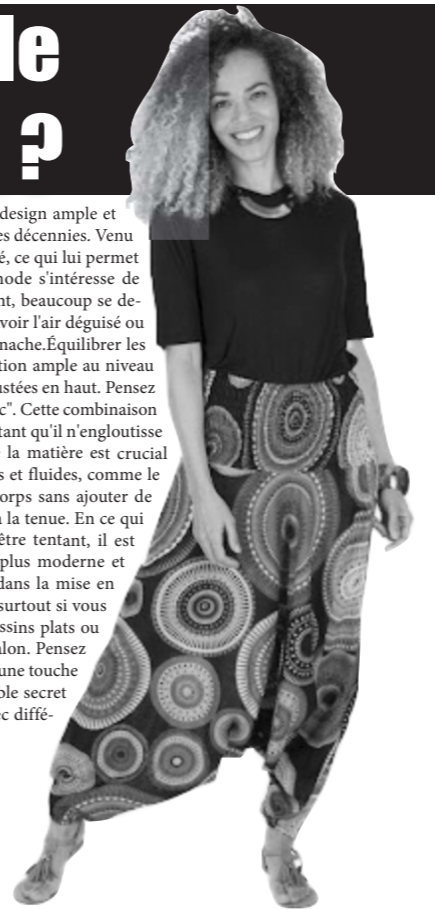 le
?
design ample et
es décennies. Venu
é, ce qui lui permet
mode s'intéresse de
nt, beaucoup se de-
voir l'air déguisé ou
nache.Équilibrer les
tion ample au niveau
ustées en haut. Pensez
c". Cette combinaison
tant qu'il n'engloutisse
la matière est crucial
s et fluides, comme le
orps sans ajouter de
la tenue. En ce qui
être tentant, il est
plus moderne et
dans la mise en
surtout si vous
ssins plats ou
alon. Pensez
une touche
ble secret
ec diffé-